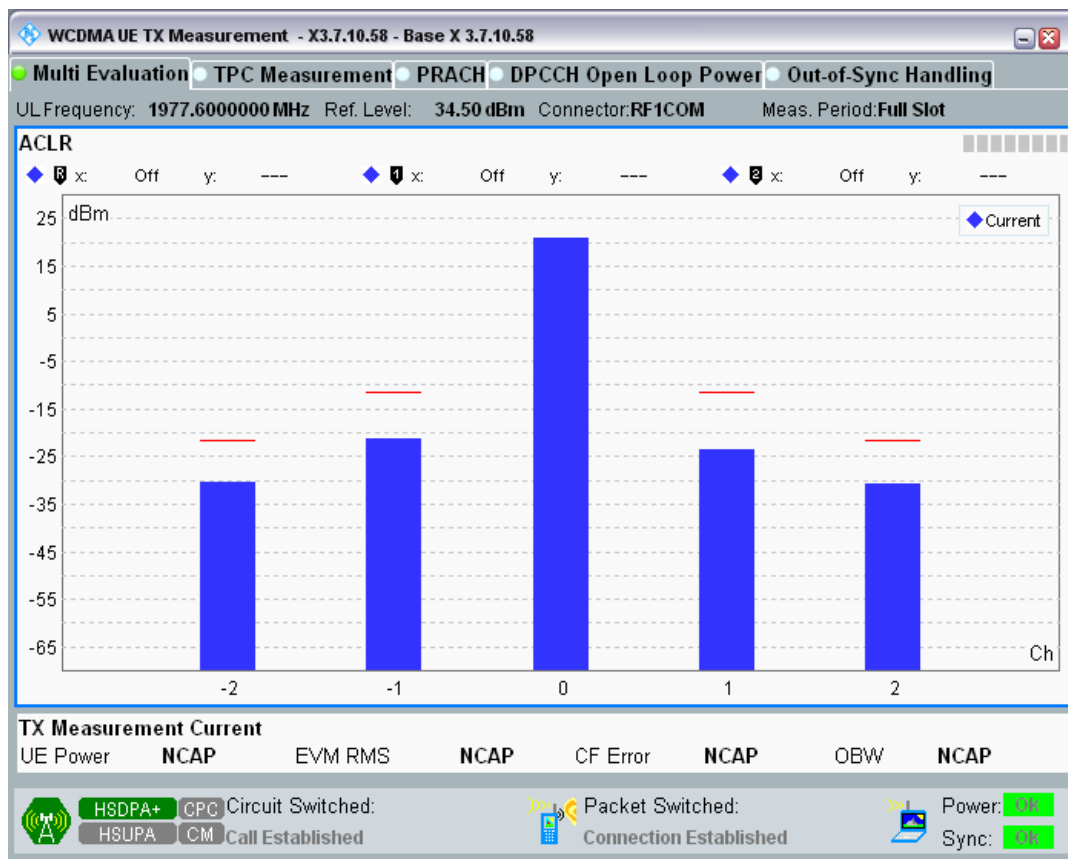 WCDMA UE TX Measurement - X3.7.10.58 - Base X 3.7.10.58
Multi Evaluation TPC Measurement PRACH DPCCH Open Loop Power Out-of-Sync Handling
ULFrequency: 1977.6000000 MHz Ref. Level: 34.50 dBm Connector:RF1COM Meas. Period:Full Slot
ACLR
R x: Off y: --- 1 x: Off y: --- 2 x: Off y: ---
dBm
Current
25
15
5
-5
-15
-25
-35
-45
-55
-65
Ch
-2 -1 0 1 2
TX Measurement Current
UE Power NCAP EVM RMS NCAP CF Error NCAP OBW NCAP
HSDPA+ CPC Circuit Switched: Packet Switched: Power: OK
HSUPA CM Call Established Connection Established Sync: OK